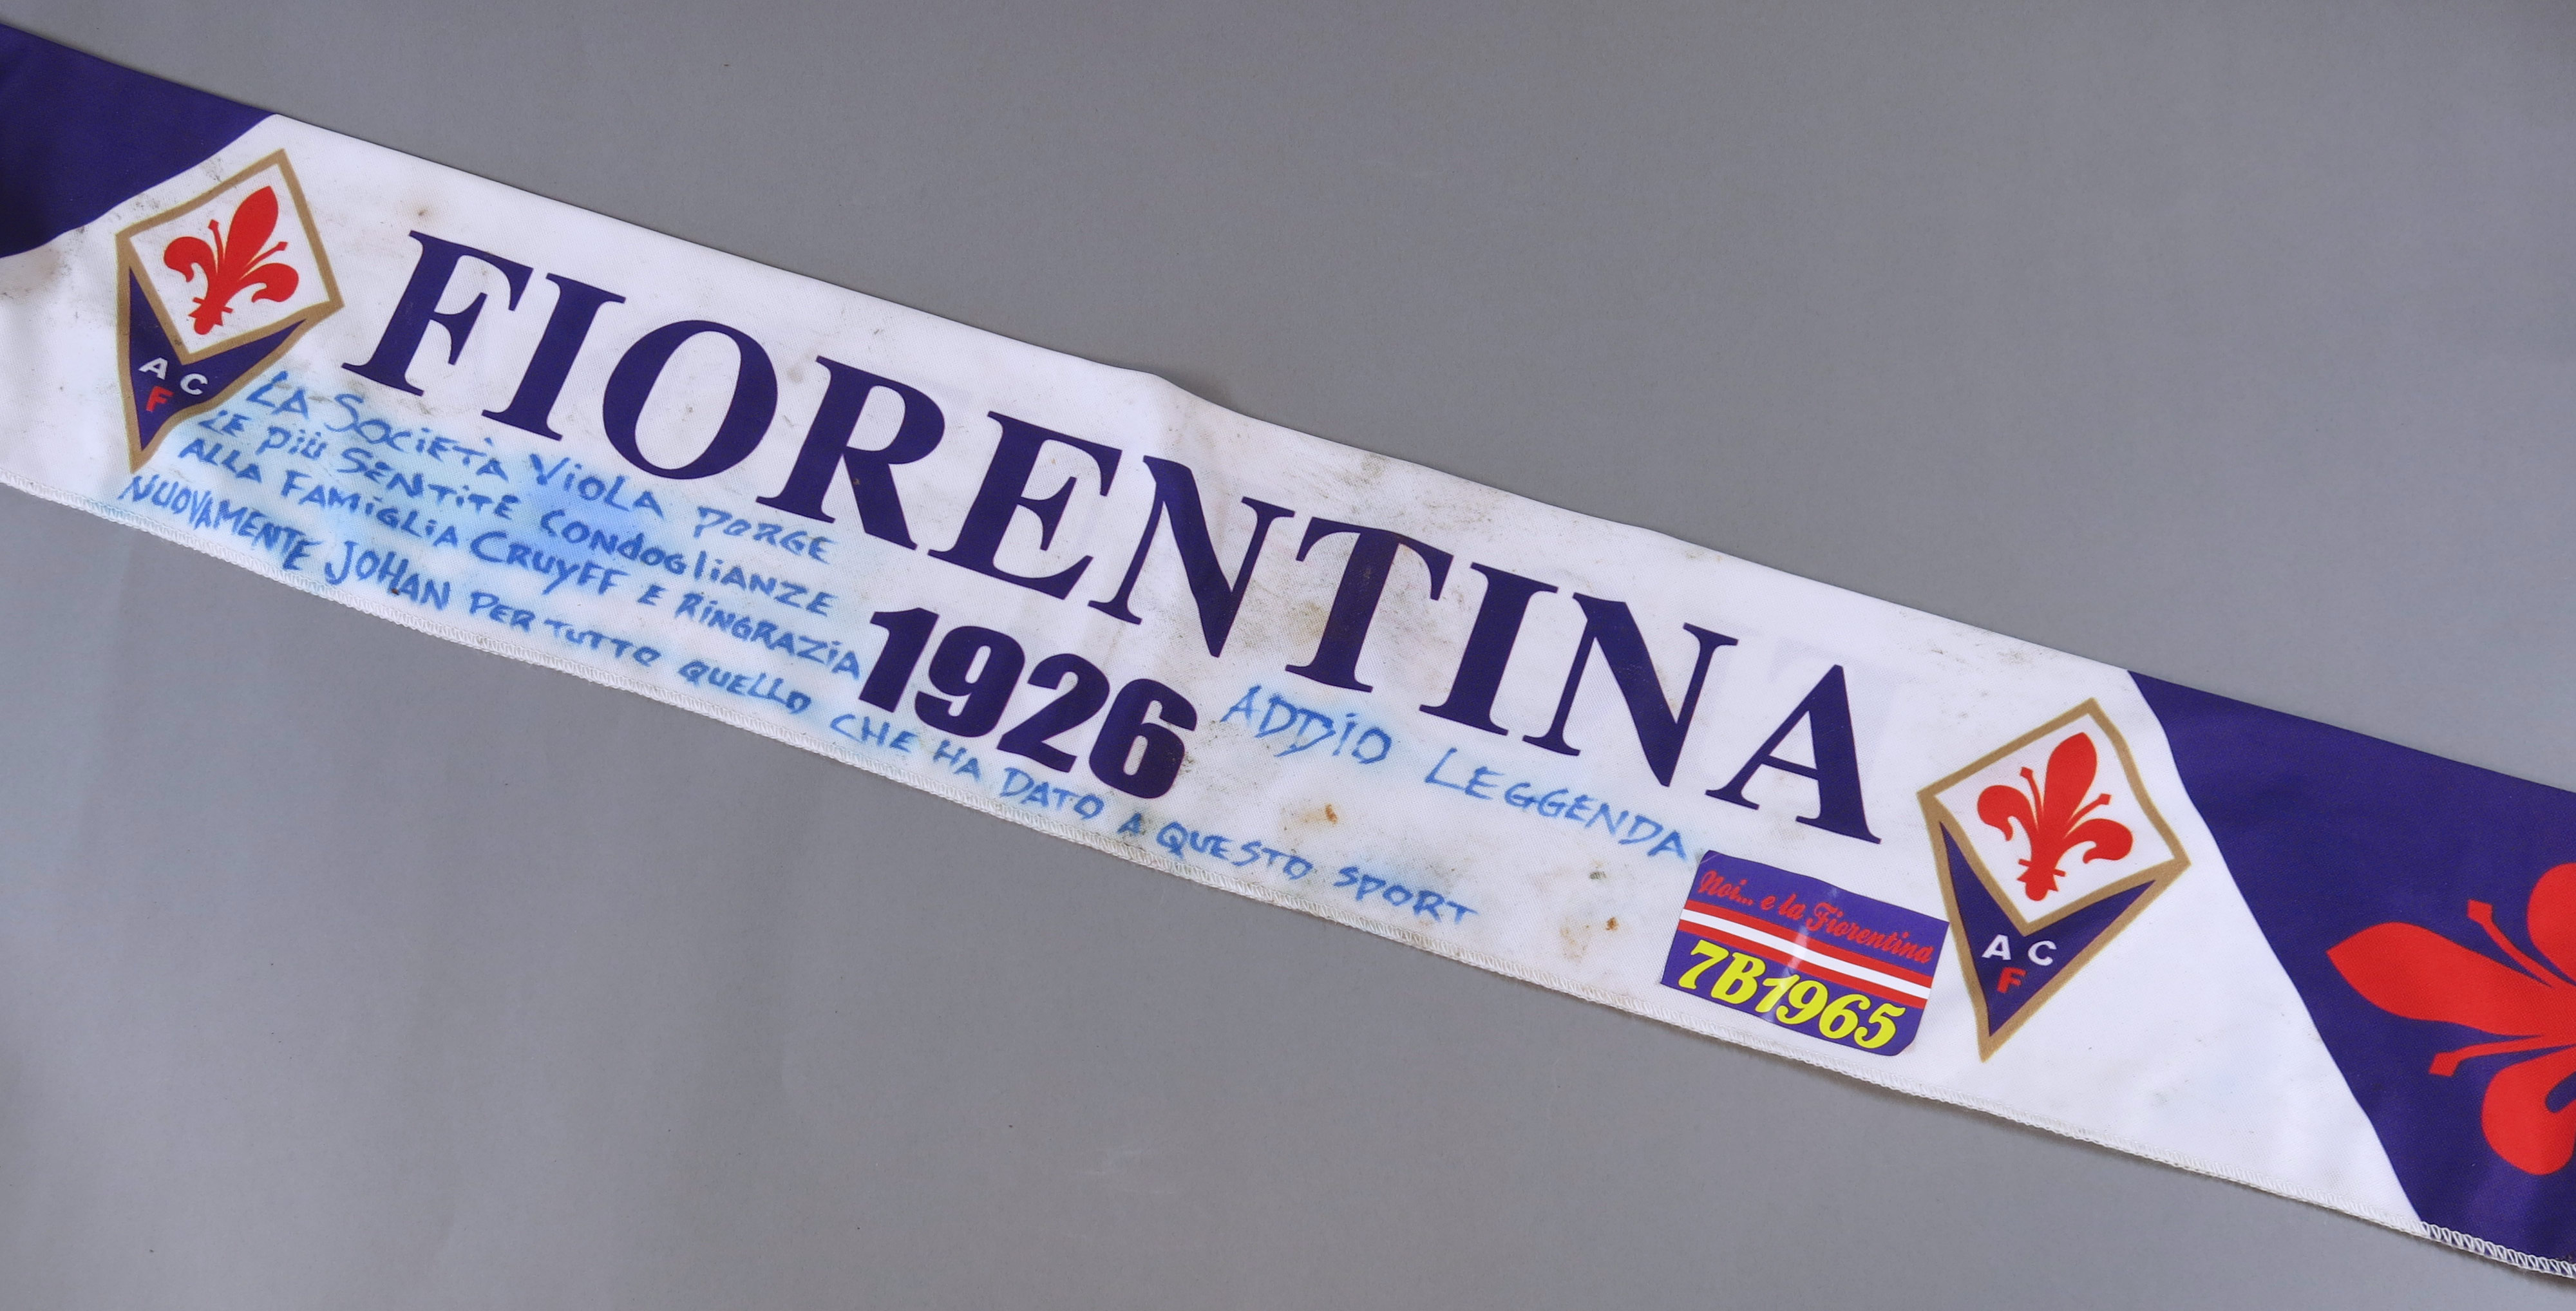 FIORENTINA
1926
A C
F
LA SOCIETÀ VIOLA PORGE
LE PIÙ SENTITE CONDOGLIANZE
ALLA FAMIGLIA CRUYFF E RINGRAZIA
NUOVAMENTE JOHAN PER TUTTO QUELLO CHE HA DATO A QUESTO SPORT
ADDIO LEGGENDA
Noi... e la Fiorentina
7B1965
A C
F